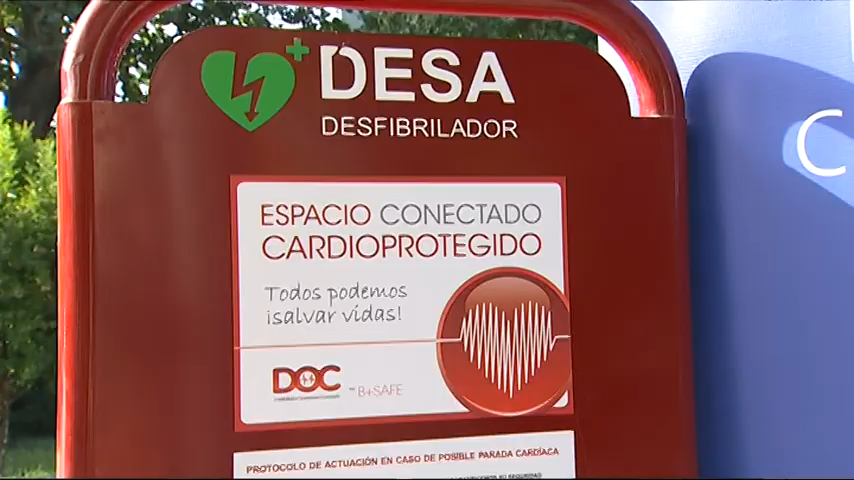 DESA
DESFIBRILADOR
C
ESPACIO CONECTADO
CARDIOPROTEGIDO
Todos podemos
¡salvar vidas!
DOC
B+SAFE
PROTOCOLO DE ACTUACIÓN EN CASO DE POSIBLE PARADA CARDÍACA